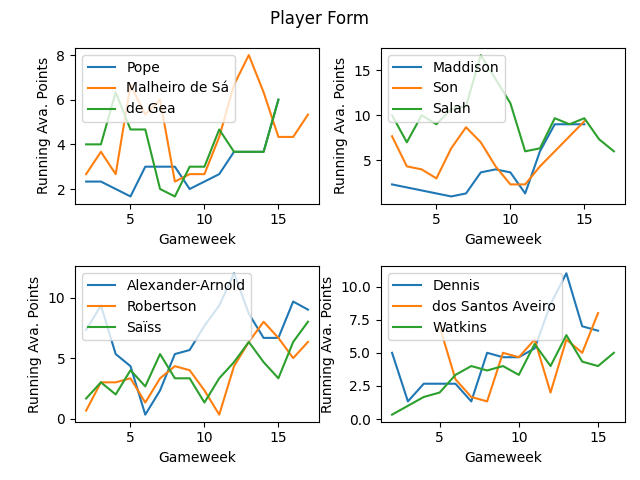 Player Form
Running Ava. Points
8
6
4
2
Pope
Malheiro de Sá
de Gea
5
10
15
Gameweek
Running Ava. Points
15
10
5
Maddison
Son
Salah
5
10
15
Gameweek
Running Ava. Points
10
5
0
Alexander-Arnold
Robertson
Saïss
5
10
15
Gameweek
Running Ava. Points
10.0
7.5
5.0
2.5
0.0
Dennis
dos Santos Aveiro
Watkins
5
10
15
Gameweek